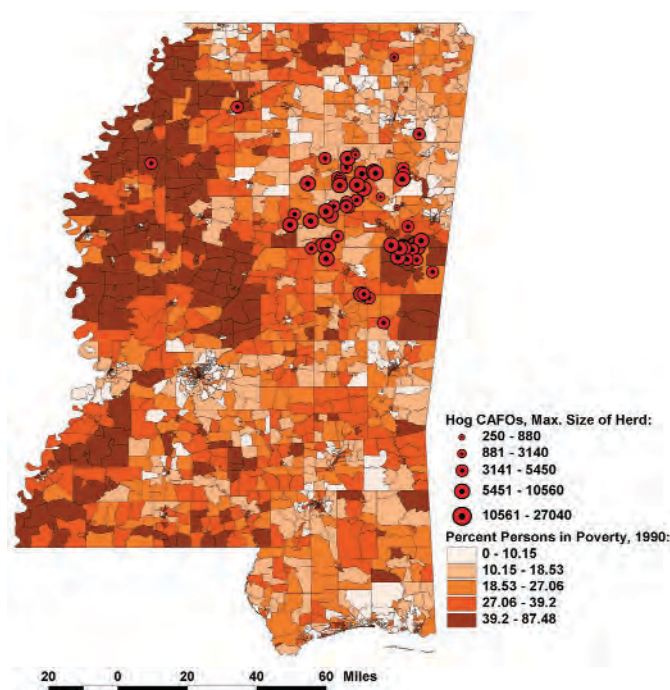 Hog CAFOs, Max. Size of Herd:
250 - 880
881 - 3140
3141 - 5450
5451 - 10560
10561 - 27040
Percent Persons in Poverty, 1990:
0 - 10.15
10.15 - 18.53
18.53 - 27.06
27.06 - 39.2
39.2 - 87.48
20 0 20 40 60 Miles